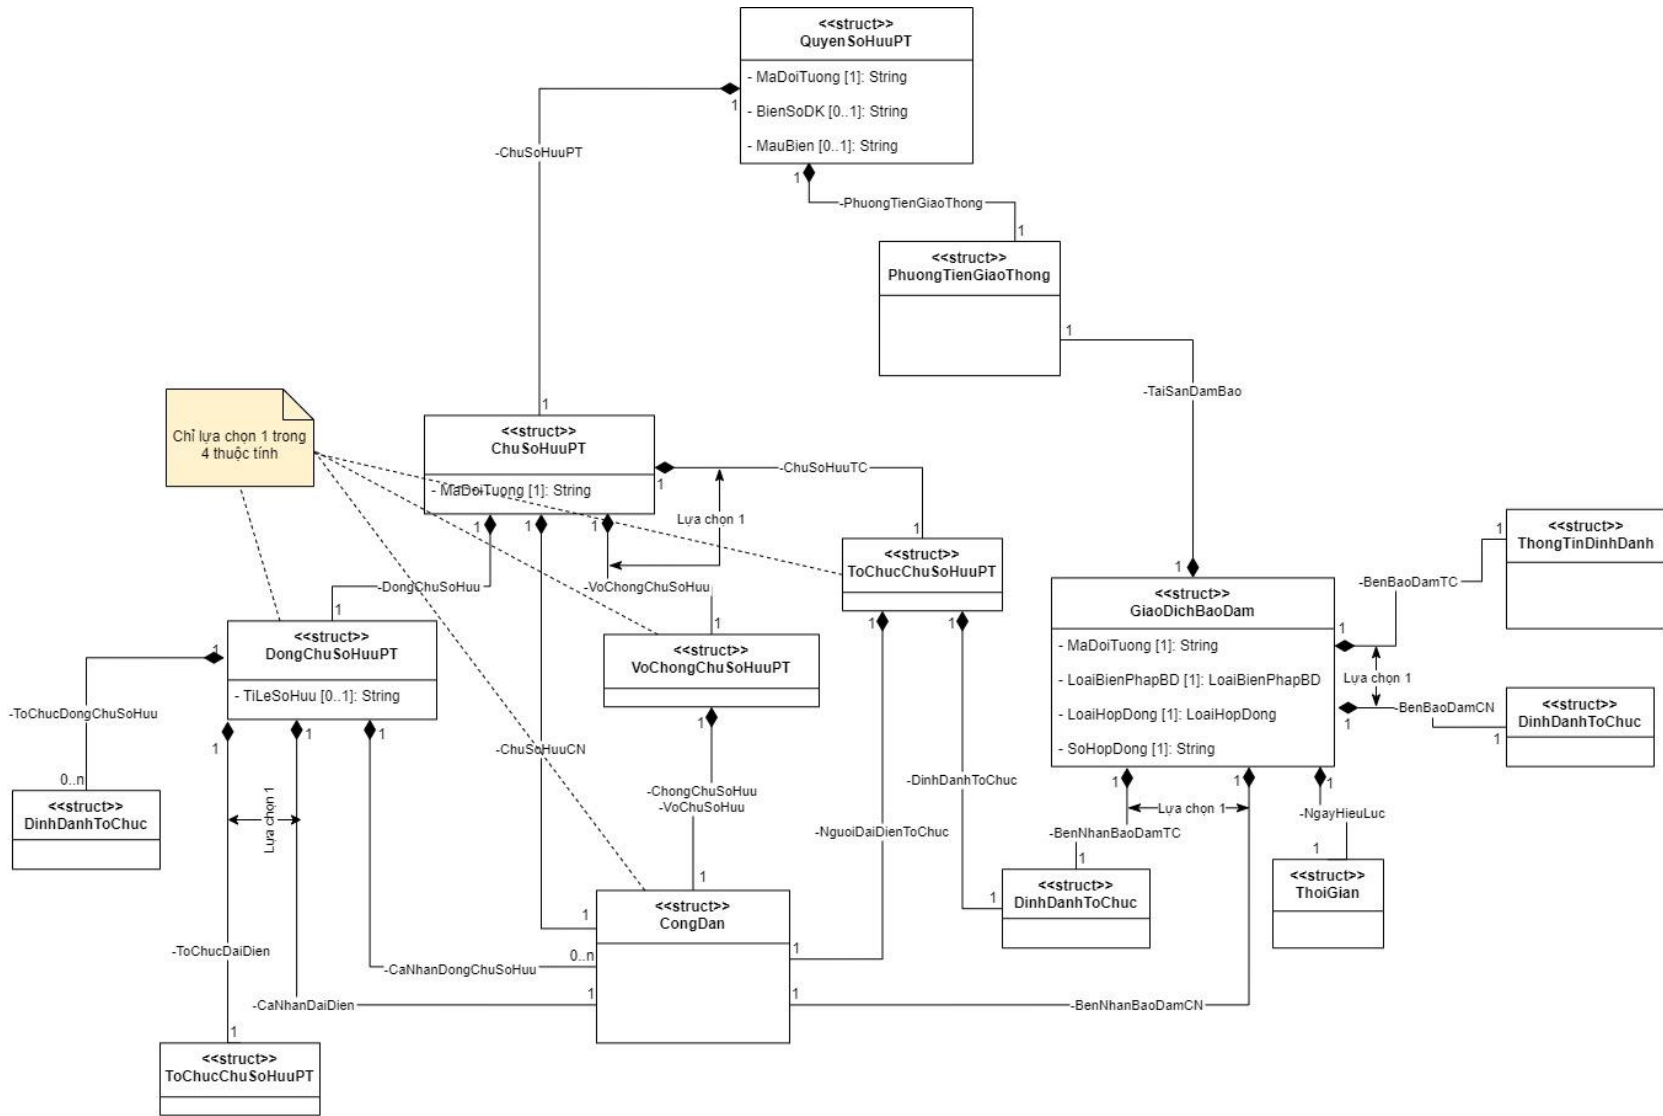 <<struct>>
QuyenSoHuuPT
- MaDoiTuong [1]: String
- BienSoDK [0..1]: String
- MauBien [0..1]: String
1
1
-ChuSoHuuPT
-PhuongTienGiaoThong
1
<<struct>>
PhuongTienGiaoThong
1
-TaiSanDamBao
1
Chỉ lựa chọn 1 trong
4 thuộc tính
1
<<struct>>
ChuSoHuuPT
- MaDoiTuong [1]: String
1
-ChuSoHuuTC
Lựa chọn 1
1
1
1
1
-DongChuSoHuu
-VoChongChuSoHuu
1
1
<<struct>>
ToChucChuSoHuuPT
1
1
<<struct>>
DongChuSoHuuPT
- TiLeSoHuu [0..1]: String
1
1
1
1
<<struct>>
VoChongChuSoHuuPT
1
-ToChucDongChuSoHuu
0..n
<<struct>>
DinhDanhToChuc
Lựa chọn 1
-ChuSoHuuCN
-ChongChuSoHuu
-VoChuSoHuu
-DinhDanhToChuc
-NguoiDaiDienToChuc
<<struct>>
GiaoDichBaoDam
- MaDoiTuong [1]: String
- LoaiBienPhapBD [1]: LoaiBienPhapBD
- LoaiHopDong [1]: LoaiHopDong
- SoHopDong [1]: String
1
-BenBaoDamTC
1
<<struct>>
ThongTinDinhDanh
Lựa chọn 1
1
-BenBaoDamCN
1
<<struct>>
DinhDanhToChuc
1
1
1
Lựa chọn 1
-BenNhanBaoDamTC
-NgayHieuLuc
1
1
1
<<struct>>
DinhDanhToChuc
<<struct>>
ThoiGian
1
<<struct>>
CongDan
1
0..n
1
1
1
-ToChucDaiDien
-CaNhanDongChuSoHuu
-CaNhanDaiDien
-BenNhanBaoDamCN
1
<<struct>>
ToChucChuSoHuuPT